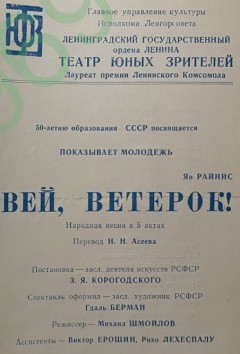 ТЮЗ
Главное управление культуры
Исполкома Ленгорсовета
ЛЕНИНГРАДСКИЙ ГОСУДАРСТВЕННЫЙ
ордена ЛЕНИНА
ТЕАТР ЮНЫХ ЗРИТЕЛЕЙ
Лауреат премии Ленинского Комсомола
50-летию образования СССР посвящается
ПОКАЗЫВАЕТ МОЛОДЕЖЬ
Ян РАЙНИС
ВЕЙ, ВЕТЕРОК!
Народная песня в 5 актах
Перевод Н. Н. Асеева
Постановка — засл. деятеля искусств РСФСР
З. Я. КОРОГОДСКОГО
Спектакль оформил — засл. художник РСФСР
Гдаль БЕРМАН
Режиссер — Михаил ШМОЙЛОВ
Ассистенты — Виктор ЕРОШИН, Рихо ЛЕХЕСПАЛУ